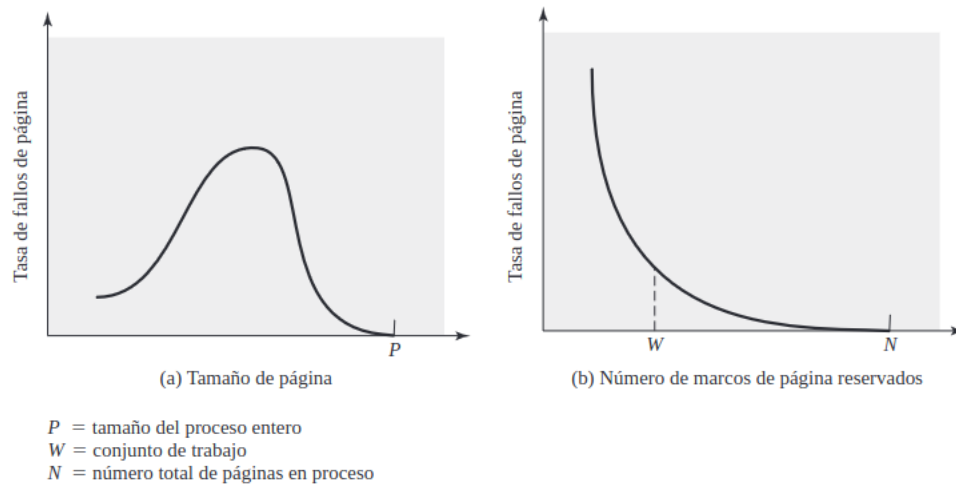 Tasa de fallos de página
P
(a) Tamaño de página
Tasa de fallos de página
W
N
(b) Número de marcos de página reservados
P = tamaño del proceso entero
W = conjunto de trabajo
N = número total de páginas en proceso